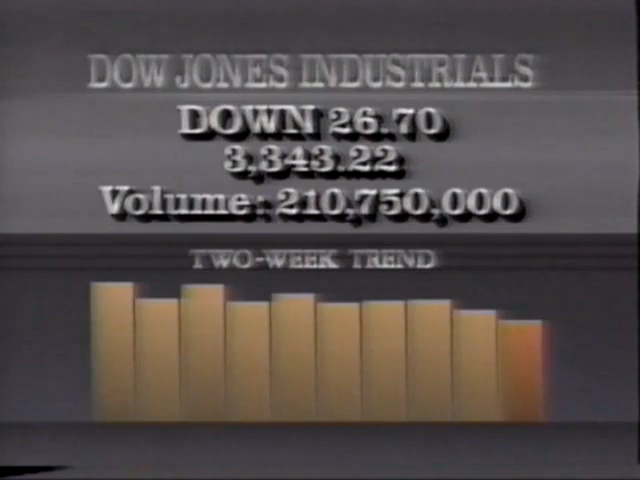 DOW JONES INDUSTRIALS
DOWN 26.70
3,343.22
Volume: 210,750,000
TWO-WEEK TREND